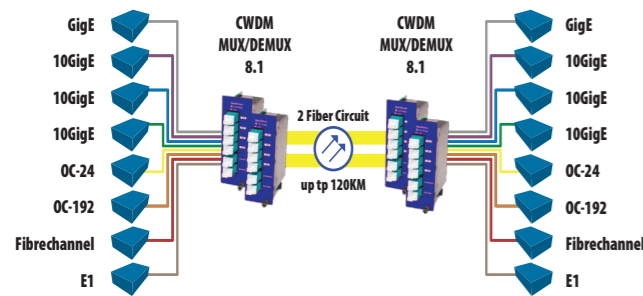 GigE
10GigE
10GigE
10GigE
OC-24
OC-192
Fibrechannel
E1
CWDM
MUX/DEMUX
8.1
2 Fiber Circuit
up tp 120KM
CWDM
MUX/DEMUX
8.1
GigE
10GigE
10GigE
10GigE
OC-24
OC-192
Fibrechannel
E1